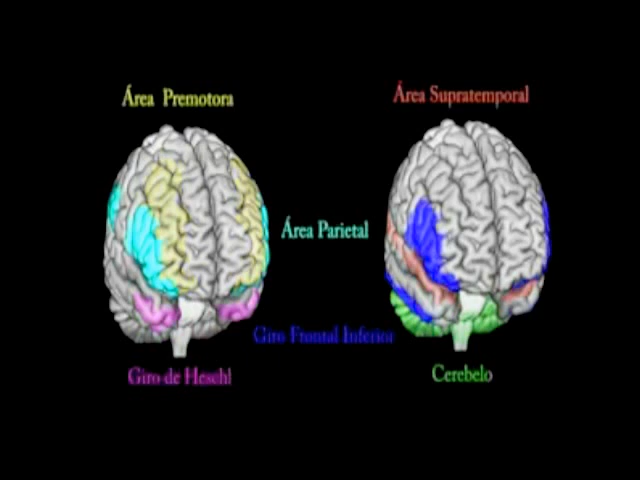 Área Premotora
Área Supratemporal
Área Parietal
Giro Frontal Inferior
Giro de Heschl
Cerebelo